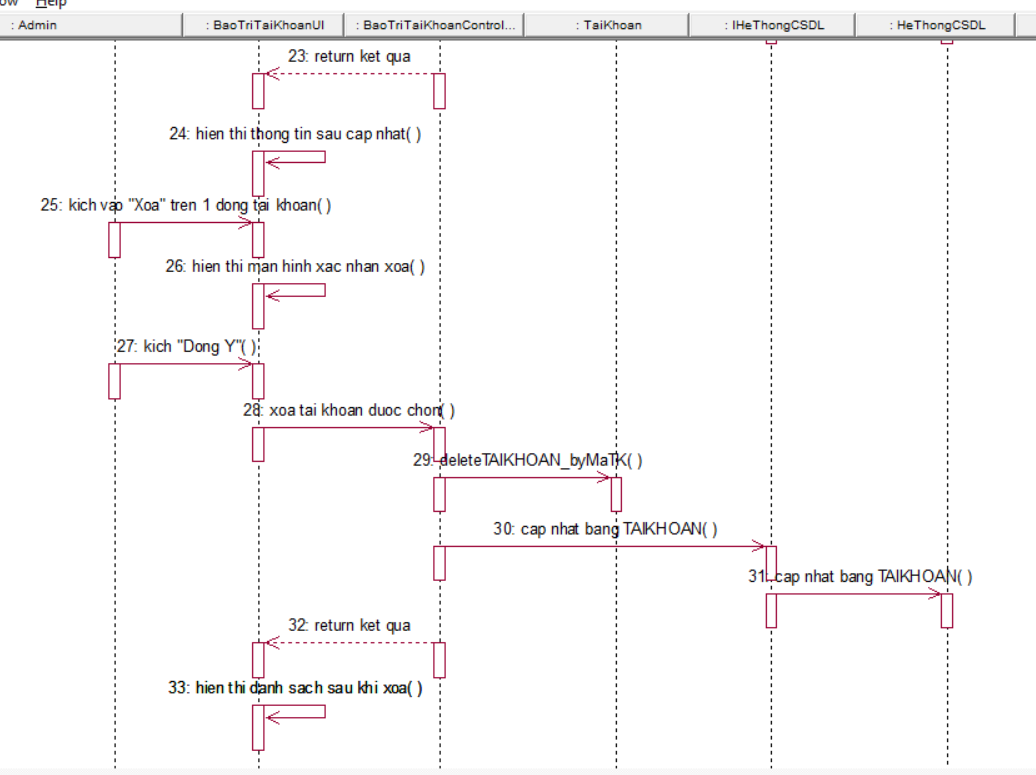 ow Help
: Admin
: BaoTriTaiKhoanUI
: BaoTriTaiKhoanControl...
: TaiKhoan
: IHeThongCSDL
: HeThongCSDL
23: return ket qua
24: hien thi thong tin sau cap nhat( )
25: kich vao "Xoa" tren 1 dong tai khoan( )
26: hien thi man hinh xac nhan xoa( )
27: kich "Dong Y"( )
28: xoa tai khoan duoc chon( )
29: deleteTAIKHOAN_byMaTK( )
30: cap nhat bang TAIKHOAN( )
31: cap nhat bang TAIKHOAN( )
32: return ket qua
33: hien thi danh sach sau khi xoa( )